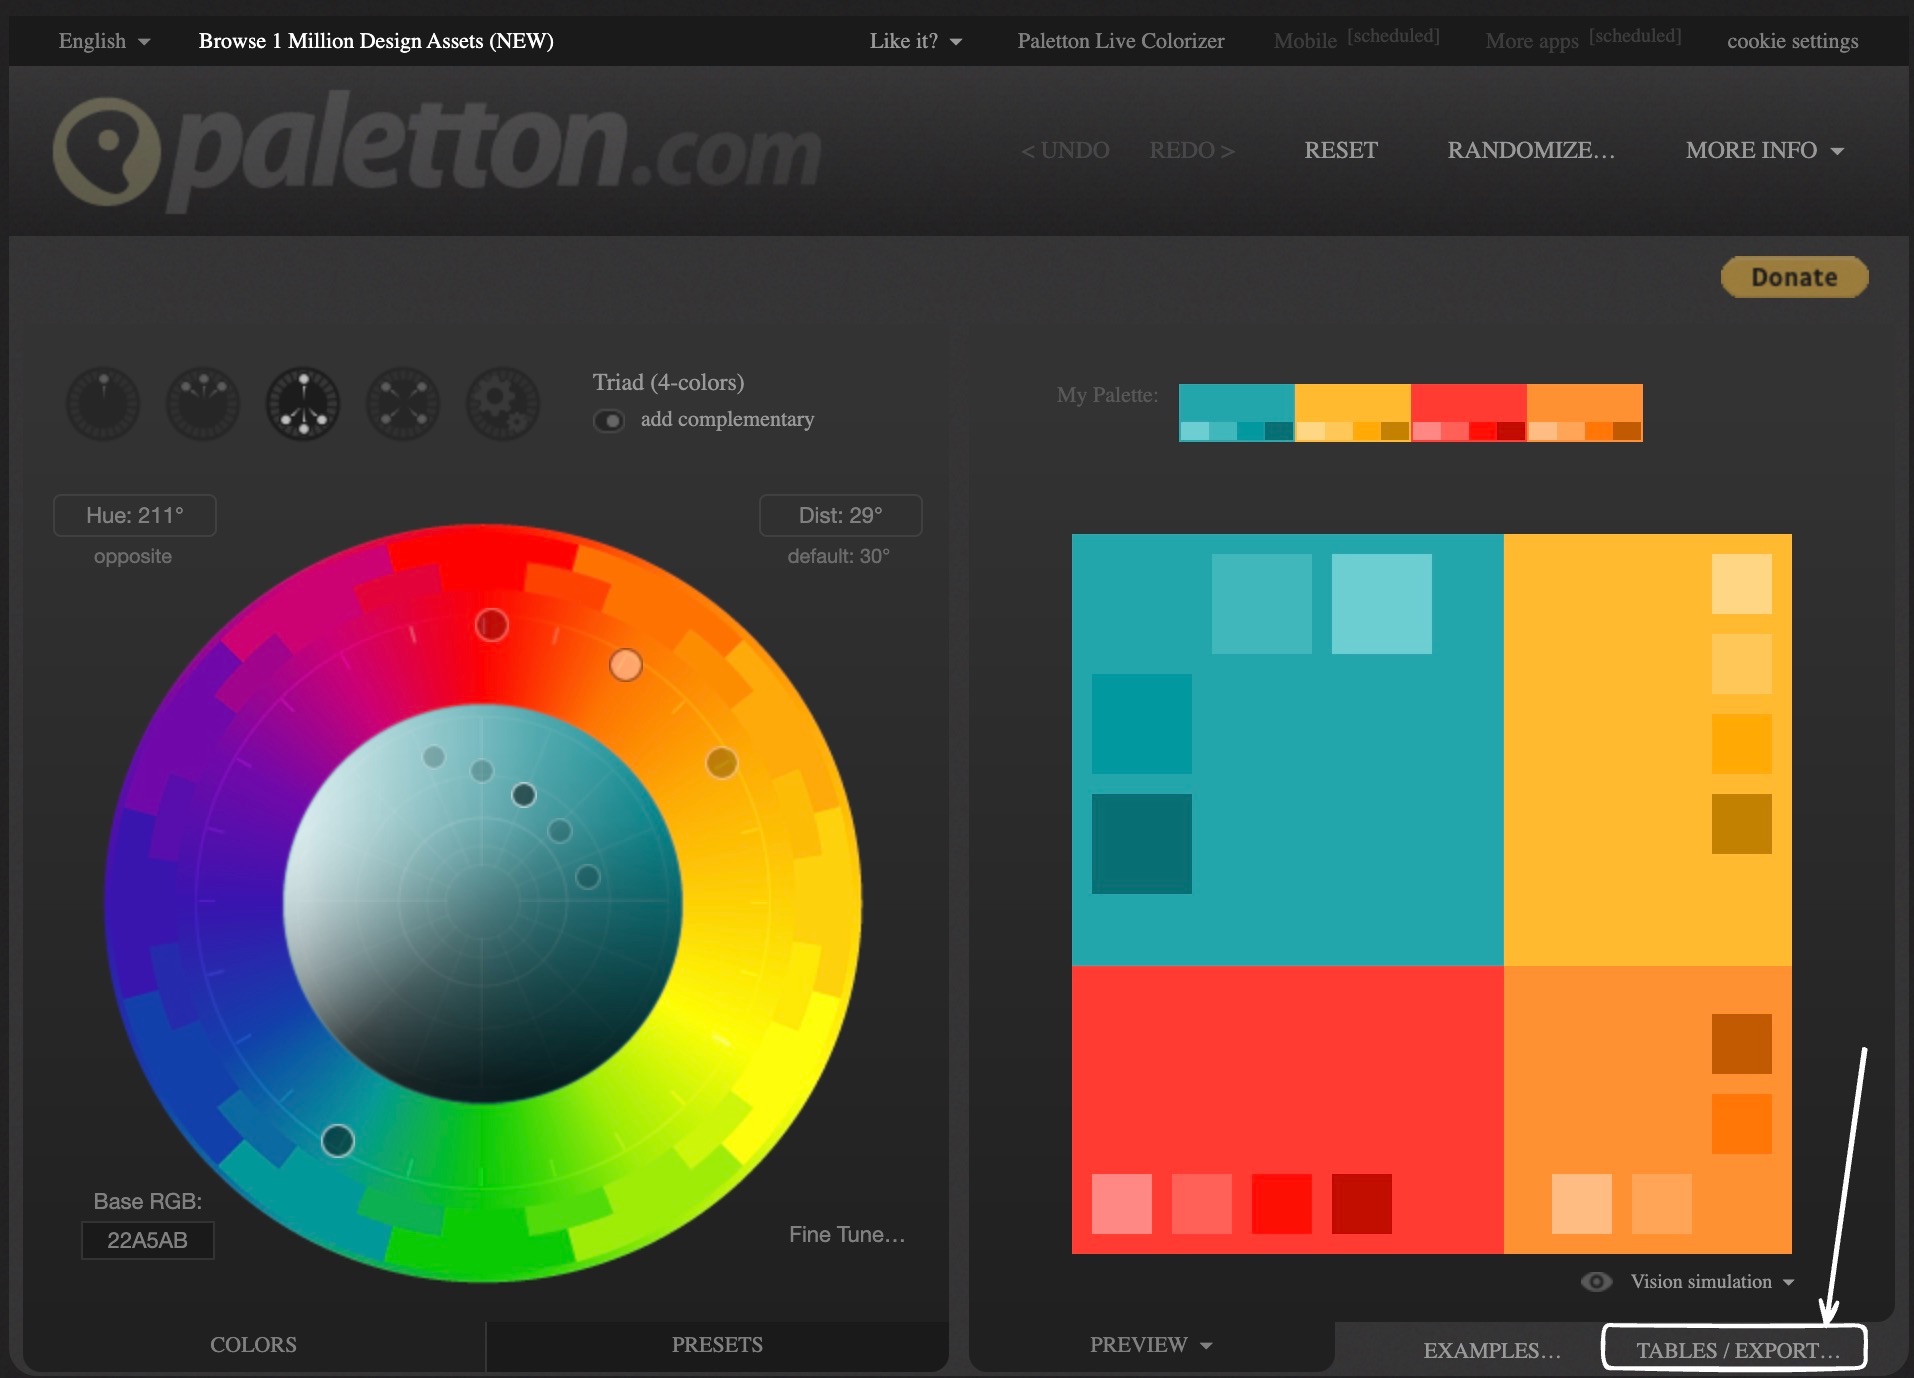 English
Browse 1 Million Design Assets (NEW)
Like it?
Paletton Live Colorizer
Mobile [scheduled]
More apps [scheduled]
cookie settings
paletton.com
< UNDO
REDO >
RESET
RANDOMIZE...
MORE INFO
Donate
Triad (4-colors)
add complementary
My Palette:
Hue: 211°
opposite
Dist: 29°
default: 30°
Base RGB:
22A5AB
Fine Tune...
Vision simulation
COLORS
PRESETS
PREVIEW
EXAMPLES...
TABLES / EXPORT...